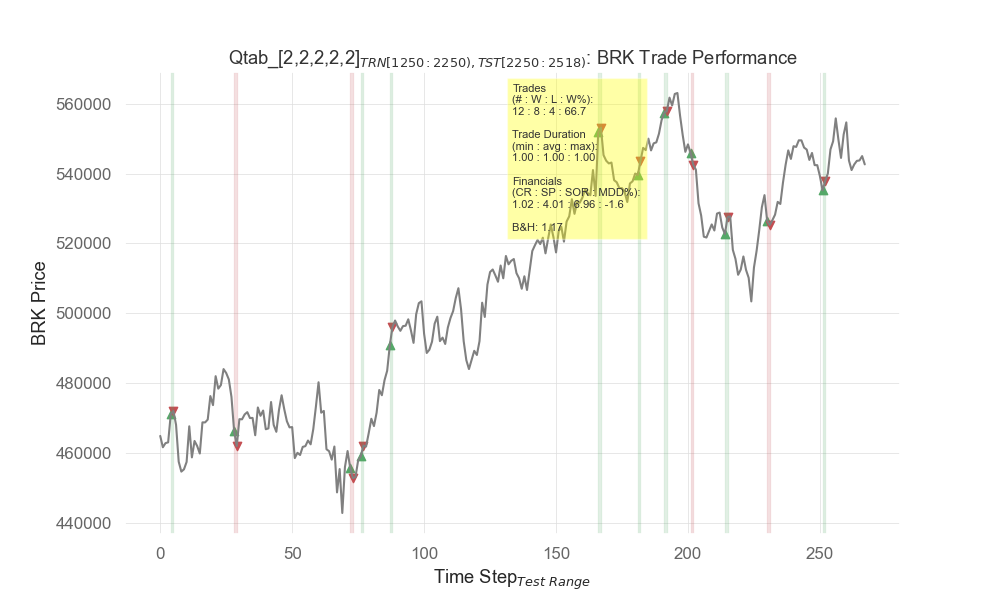 Qtab_[2,2,2,2,2]TRN[1250:2250),TST[2250:2518): BRK Trade Performance
Trades
(# : W : L : W%):
12 : 8 : 4 : 66.7
Trade Duration
(min : avg : max):
1.00 : 1.00 : 1.00
Financials
(CR : SP : SOR : MDD%):
1.02 : 4.01 : 6.96 : -1.6
B&H: 1.17
BRK Price
560000
540000
520000
500000
480000
460000
440000
0 50 100 150 200 250
Time StepTest Range